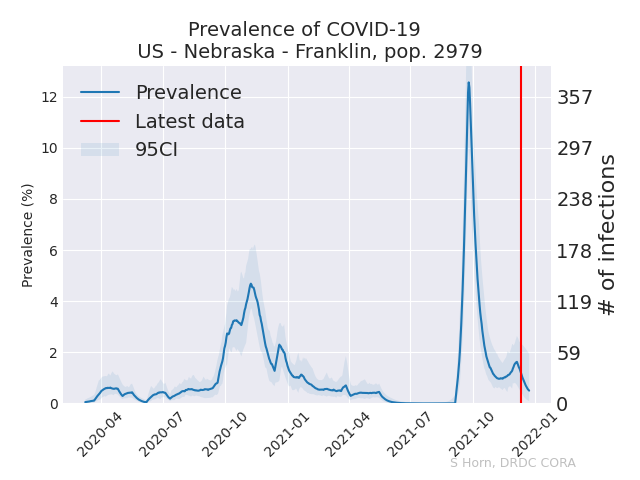 Prevalence of COVID-19
US - Nebraska - Franklin, pop. 2979
Prevalence
Latest data
95CI
Prevalence (%)
12
10
8
6
4
2
0
357
297
238
178
119
59
0
# of infections
2020-04
2020-07
2020-10
2021-01
2021-04
2021-07
2021-10
2022-01
S Horn, DRDC CORA